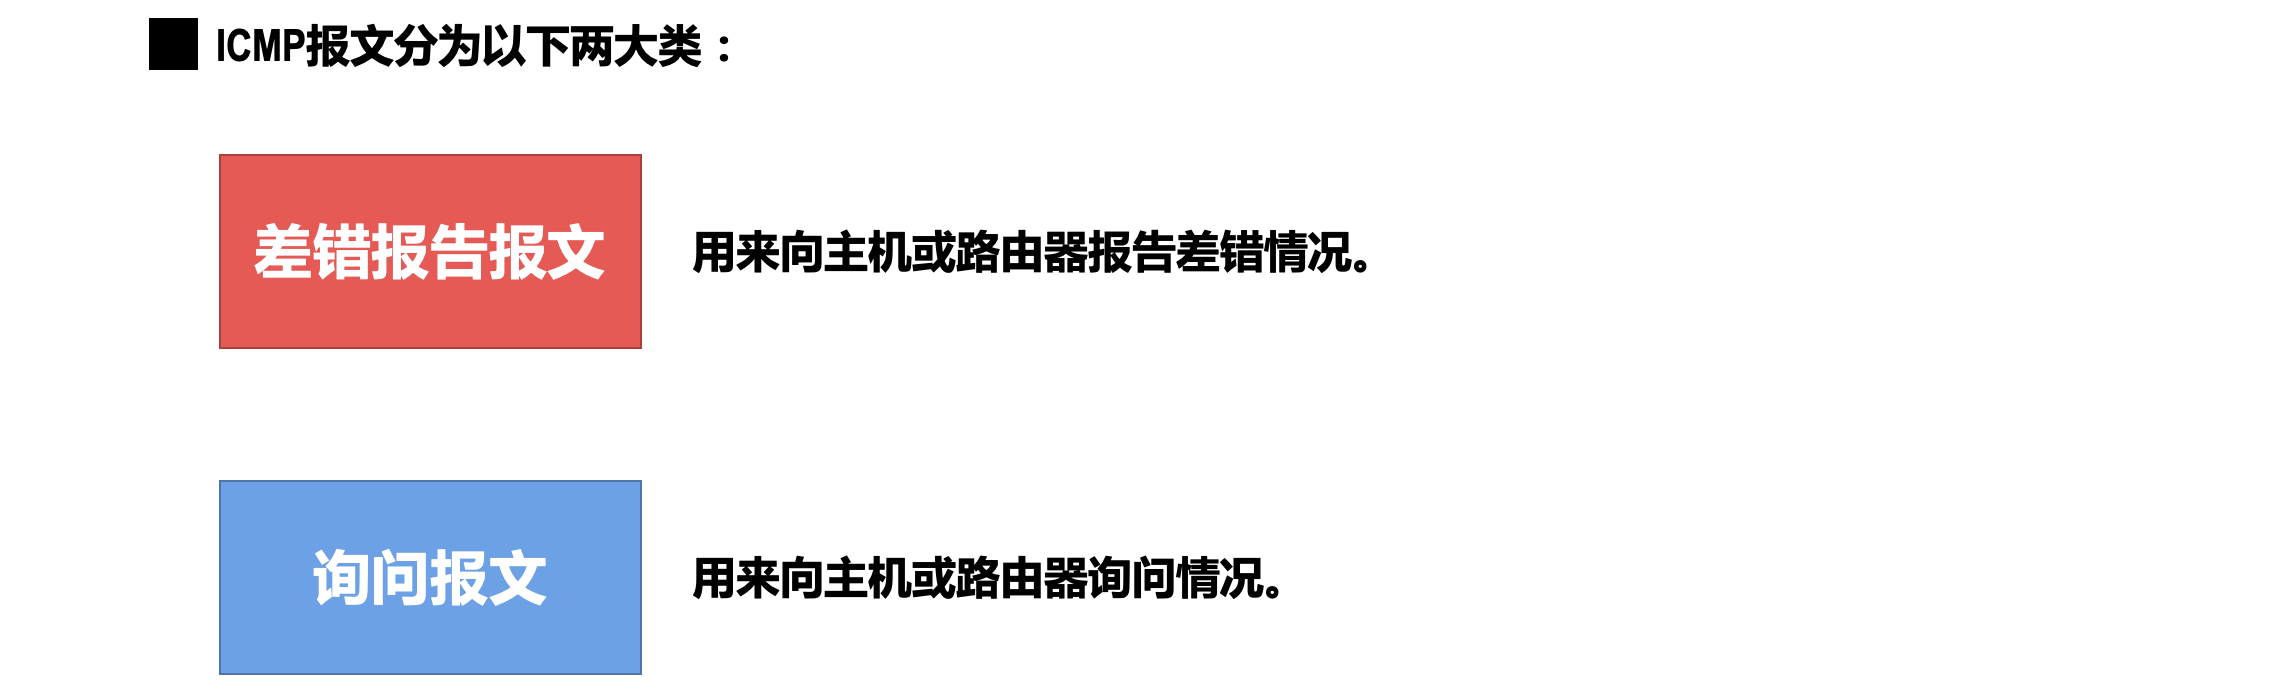 ICMP报文分为以下两大类：
差错报告报文
用来向主机或路由器报告差错情况。
询问报文
用来向主机或路由器询问情况。